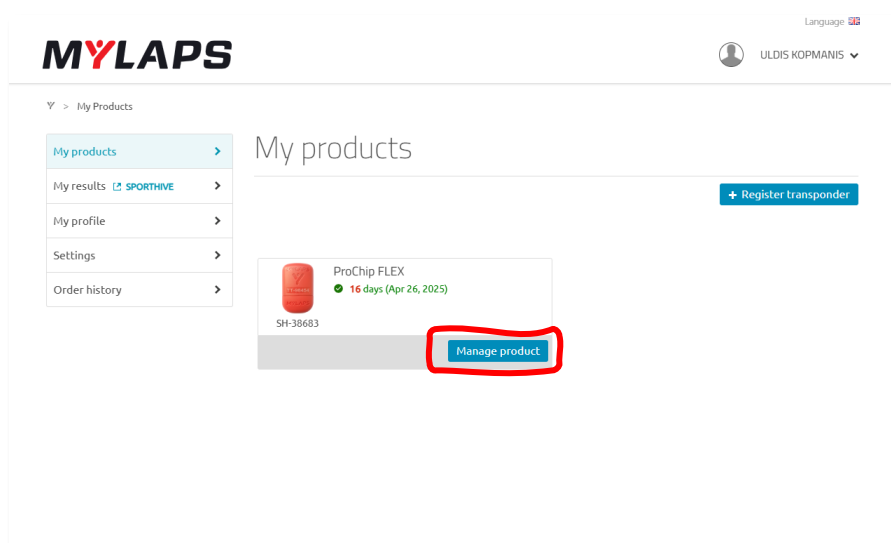 Language
MYLAPS
ULDIS KOPMANIS
> My Products
My products
My results SPORTHIVE
My profile
Settings
Order history
My products
+ Register transponder
ProChip FLEX
16 days (Apr 26, 2025)
MYLAPS
SH-38683
Manage product